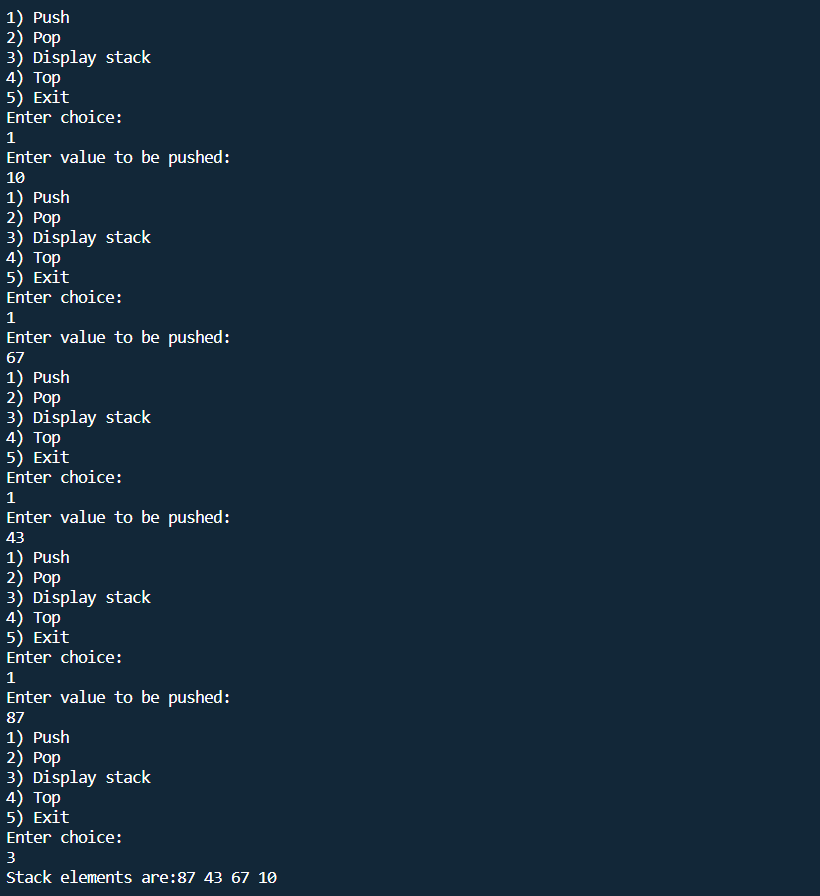 1) Push
2) Pop
3) Display stack
4) Top
5) Exit
Enter choice:
1
Enter value to be pushed:
10
1) Push
2) Pop
3) Display stack
4) Top
5) Exit
Enter choice:
1
Enter value to be pushed:
67
1) Push
2) Pop
3) Display stack
4) Top
5) Exit
Enter choice:
1
Enter value to be pushed:
43
1) Push
2) Pop
3) Display stack
4) Top
5) Exit
Enter choice:
1
Enter value to be pushed:
87
1) Push
2) Pop
3) Display stack
4) Top
5) Exit
Enter choice:
3
Stack elements are:87 43 67 10